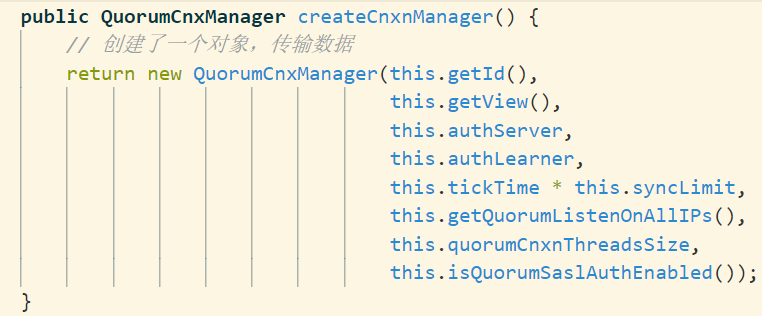 public QuorumCnxManager createCnxnManager() {
// 创建了一个对象，传输数据
return new QuorumCnxManager(this.getId(),
this.getView(),
this.authServer,
this.authLearner,
this.tickTime * this.syncLimit,
this.getQuorumListenOnAllIPs(),
this.quorumCnxnThreadsSize,
this.isQuorumSaslAuthEnabled());
}